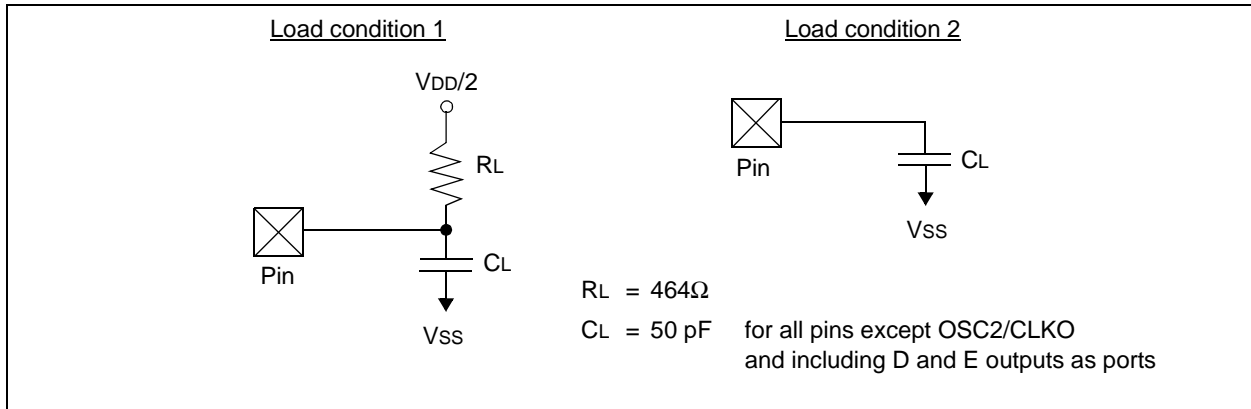 Load condition 1
VDD/2
RL
Pin
CL
VSS
Load condition 2
Pin
CL
VSS
RL = 464Ω
CL = 50 pF for all pins except OSC2/CLKO
and including D and E outputs as ports